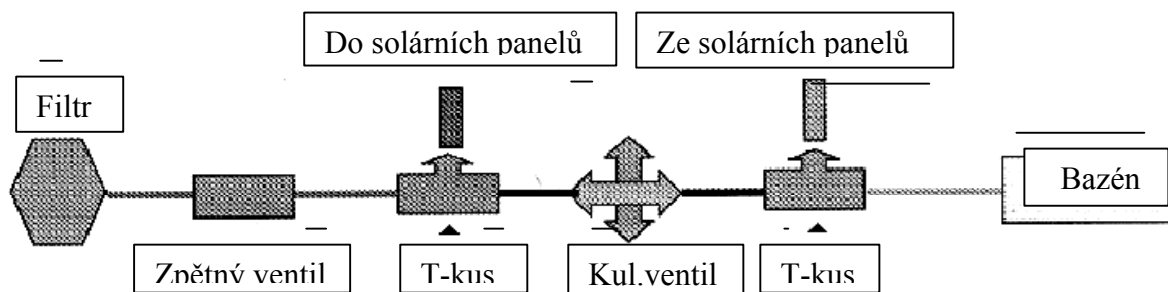 Do solárních panelů
Ze solárních panelů
Filtr
Bazén
Zpětný ventil
T-kus
Kul.ventil
T-kus